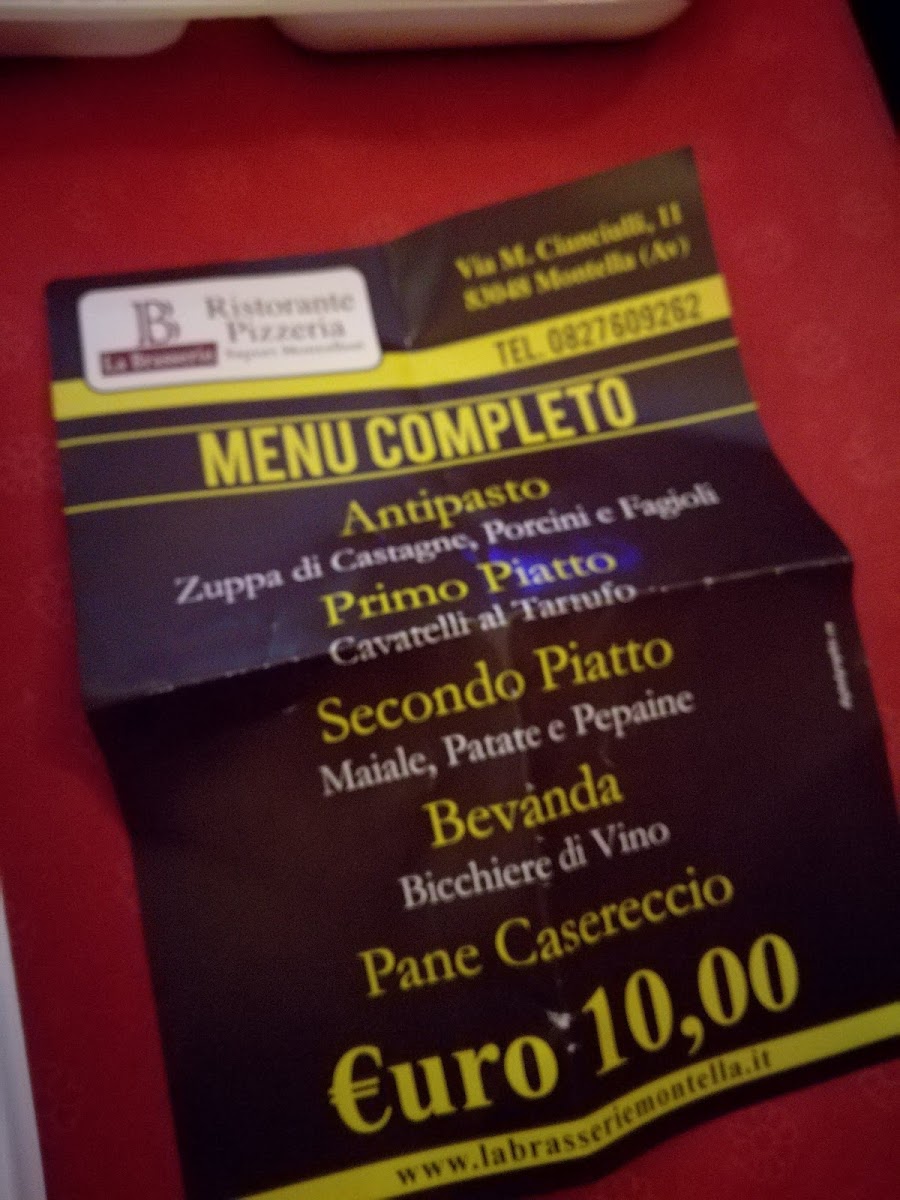 B
La Brasserie
Ristorante
Pizzeria
Sapori Montellesi
Via M. Cianciulli, 11
83048 Montella (Av)
TEL. 0827609262
MENU COMPLETO
Antipasto
Zuppa di Castagne, Porcini e Fagioli
Primo Piatto
Cavatelli al Tartufo
Secondo Piatto
Maiale, Patate e Pepaine
Bevanda
Bicchiere di Vino
Pane Casereccio
€uro 10,00
www.labrasseriemontella.it